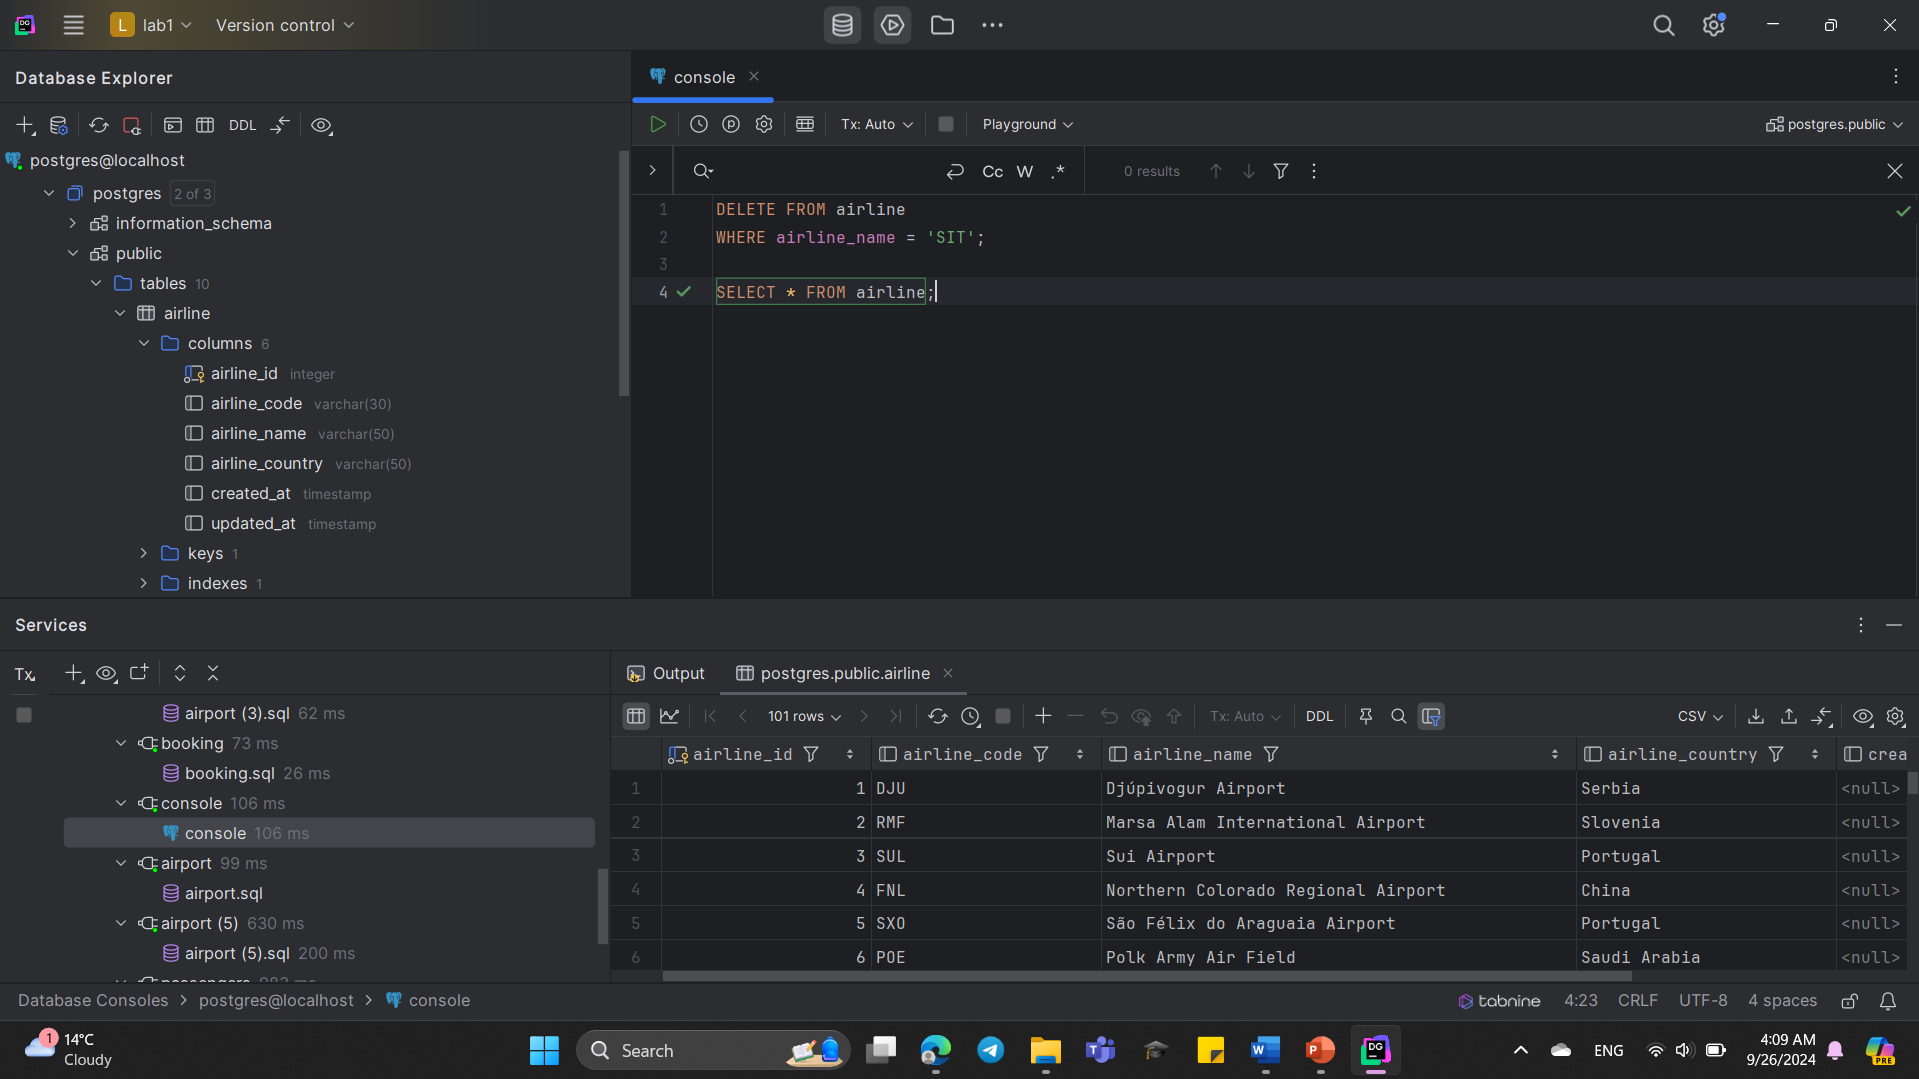 L lab1 Version control
Database Explorer
console
DDL
Tx: Auto
Playground
postgres.public
postgres@localhost
Cc W .*
0 results
postgres 2 of 3
information_schema
public
tables 10
airline
columns 6
airline_id integer
airline_code varchar(30)
airline_name varchar(50)
airline_country varchar(50)
created_at timestamp
updated_at timestamp
keys 1
indexes 1
1 DELETE FROM airline
2 WHERE airline_name = 'SIT';
3
4 SELECT * FROM airline;
Services
Tx
airport (3).sql 62 ms
booking 73 ms
booking.sql 26 ms
console 106 ms
console 106 ms
airport 99 ms
airport.sql
airport (5) 630 ms
airport (5).sql 200 ms
Output postgres.public.airline
101 rows Tx: Auto DDL CSV
airline_id airline_code airline_name airline_country crea
1 1 DJU Djúpivogur Airport Serbia <null>
2 2 RMF Marsa Alam International Airport Slovenia <null>
3 3 SUL Sui Airport Portugal <null>
4 4 FNL Northern Colorado Regional Airport China <null>
5 5 SXO São Félix do Araguaia Airport Portugal <null>
6 6 POE Polk Army Air Field Saudi Arabia <null>
Database Consoles > postgres@localhost > console
tabnine 4:23 CRLF UTF-8 4 spaces
1 14°C
Cloudy
Search
ENG
4:09 AM
9/26/2024
PRE